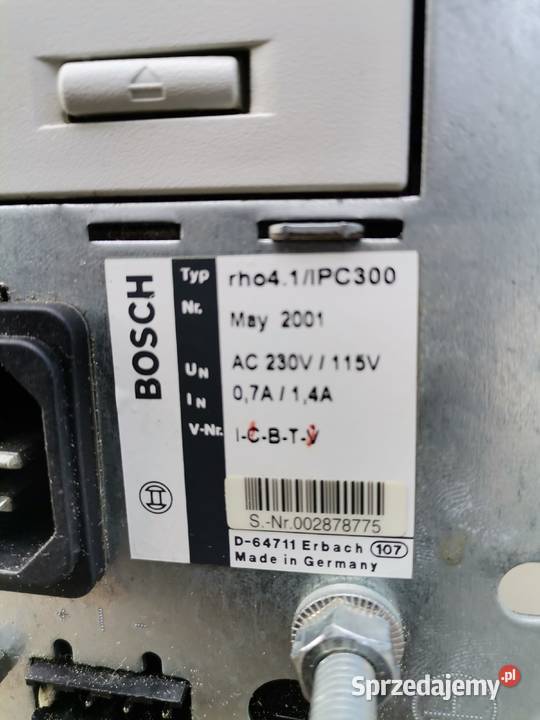 BOSCH
Typ rho4.1/IPC300
Nr.
May 2001
UN AC 230V / 115V
IN 0,7A / 1,4A
V-Nr. I-C-B-T-V
S.-Nr.002878775
D-64711 Erbach 107
Made in Germany
Sprzedajemy.pl